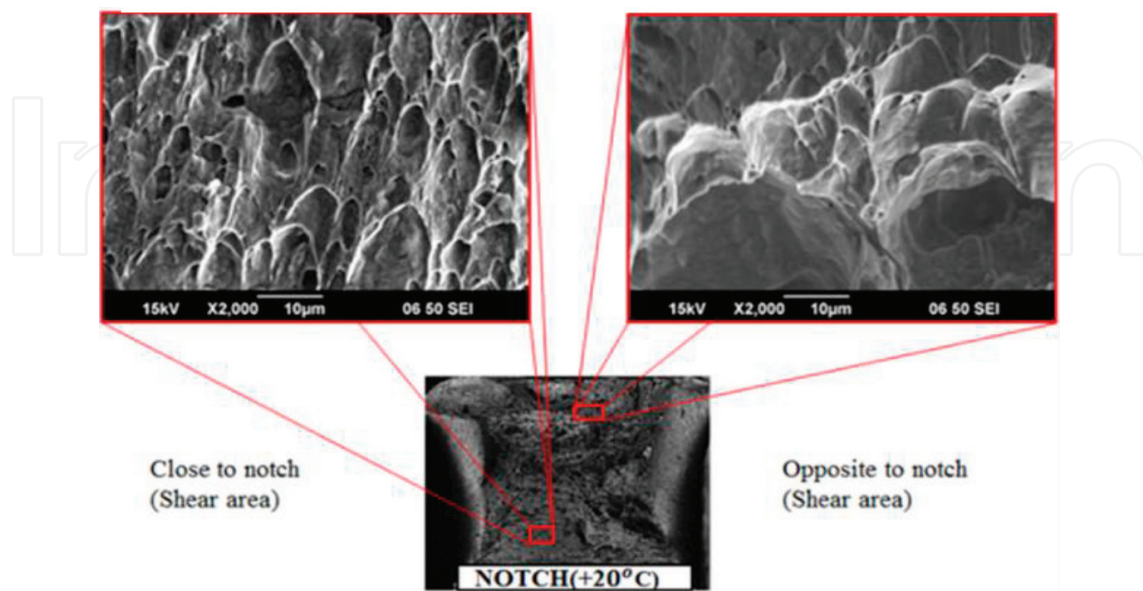 15kV X2,000 10µm 06 50 SEI
15kV X2,000 10µm 06 50 SEI
Close to notch
(Shear area)
Opposite to notch
(Shear area)
NOTCH(+20°C)